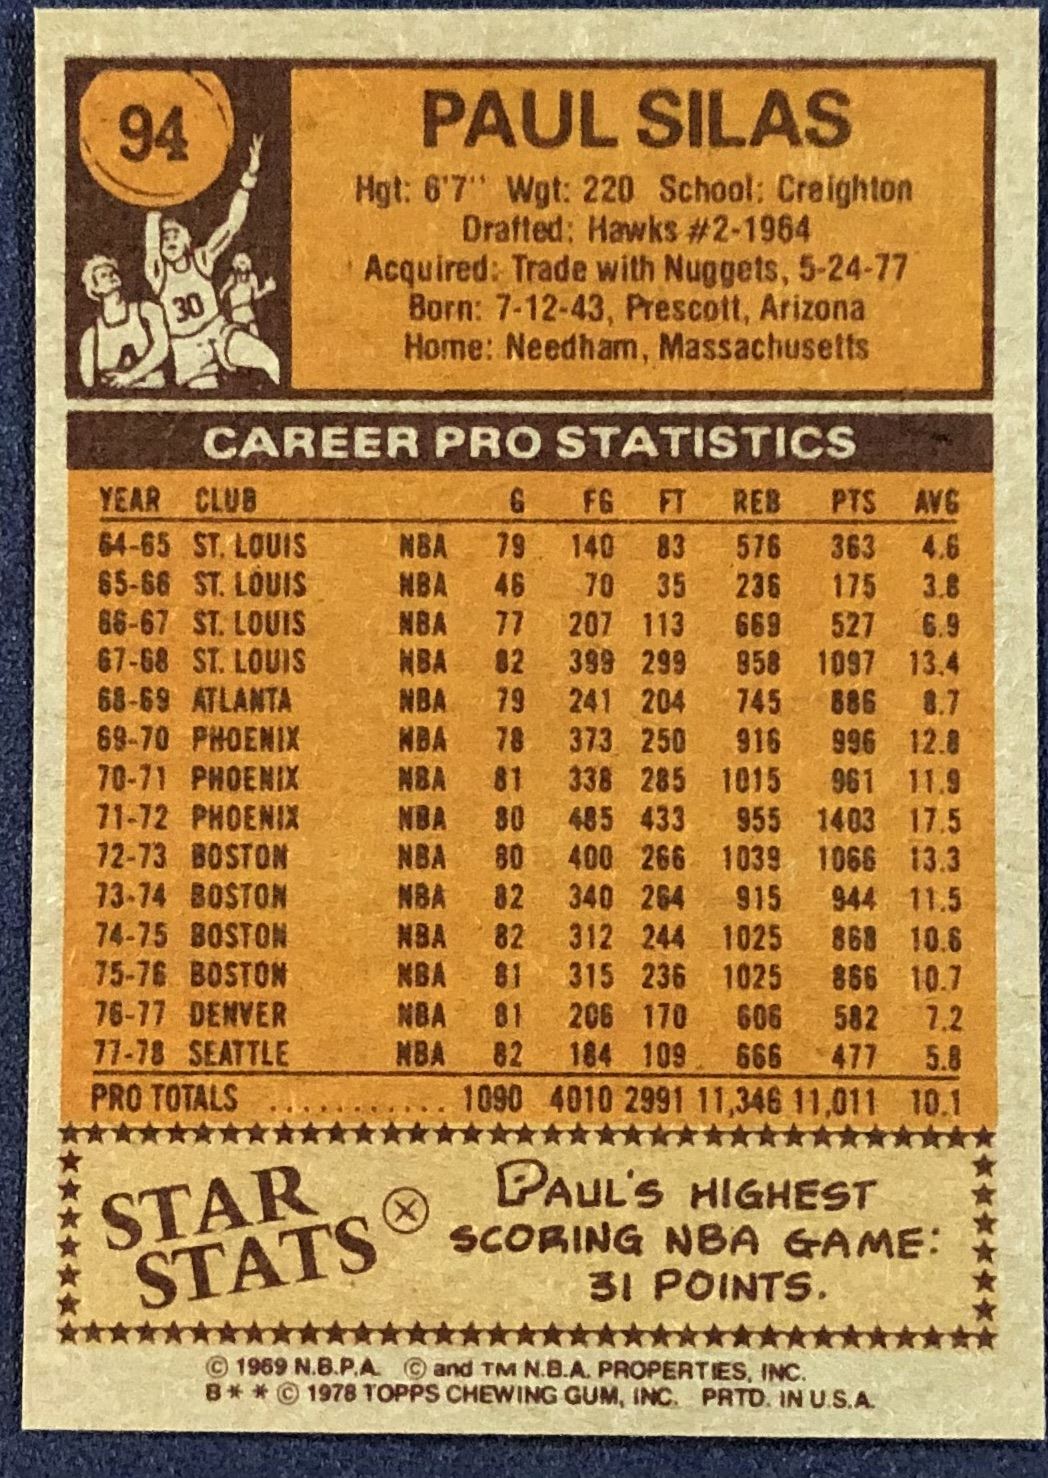 94
PAUL SILAS
Hgt: 6'7" Wgt: 220 School: Creighton
Drafted: Hawks #2-1964
Acquired: Trade with Nuggets, 5-24-77
Born: 7-12-43, Prescott, Arizona
Home: Needham, Massachusetts
30
CAREER PRO STATISTICS
YEAR CLUB G FG FT REB PTS AVG
64-65 ST. LOUIS NBA 79 140 83 576 363 4.6
65-66 ST. LOUIS NBA 46 70 35 236 175 3.8
66-67 ST. LOUIS NBA 77 207 113 669 527 6.9
67-68 ST. LOUIS NBA 82 399 299 958 1097 13.4
68-69 ATLANTA NBA 79 241 204 745 686 8.7
69-70 PHOENIX NBA 78 373 250 916 996 12.8
70-71 PHOENIX NBA 81 338 285 1015 961 11.9
71-72 PHOENIX NBA 80 485 433 955 1403 17.5
72-73 BOSTON NBA 80 400 266 1039 1066 13.3
73-74 BOSTON NBA 82 340 264 915 944 11.5
74-75 BOSTON NBA 82 312 244 1025 868 10.6
75-76 BOSTON NBA 81 315 236 1025 866 10.7
76-77 DENVER NBA 81 206 170 606 582 7.2
77-78 SEATTLE NBA 82 184 109 666 477 5.8
PRO TOTALS ........... 1090 4010 2991 11,346 11,011 10.1
STAR
STATS
PAUL'S HIGHEST
SCORING NBA GAME:
31 POINTS.
© 1969 N.B.P.A. © and TM N.B.A. PROPERTIES, INC.
B * * © 1978 TOPPS CHEWING GUM, INC. PRTD. IN U.S.A.